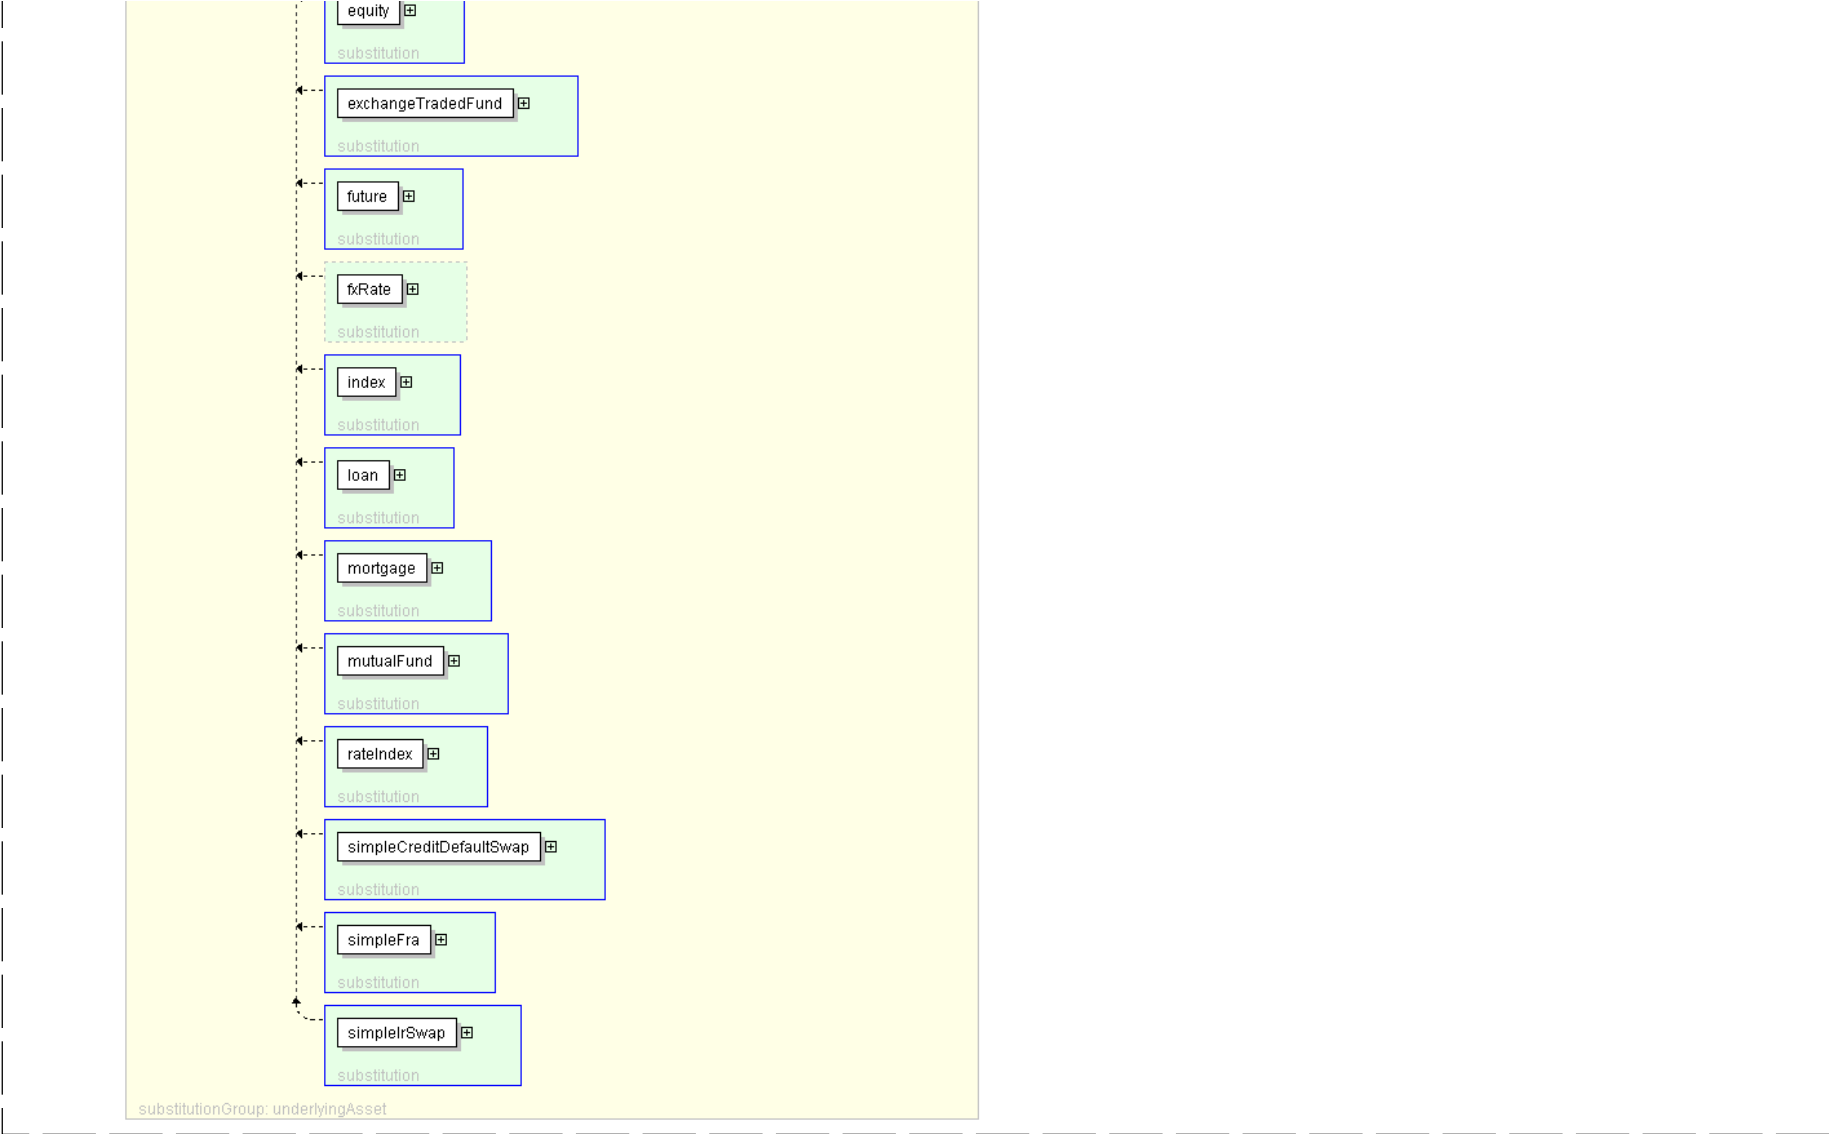 equity
substitution
exchangeTradedFund
substitution
future
substitution
fxRate
substitution
index
substitution
loan
substitution
mortgage
substitution
mutualFund
substitution
rateIndex
substitution
simpleCreditDefaultSwap
substitution
simpleFra
substitution
simpleIrSwap
substitution
substitutionGroup: underlyingAsset